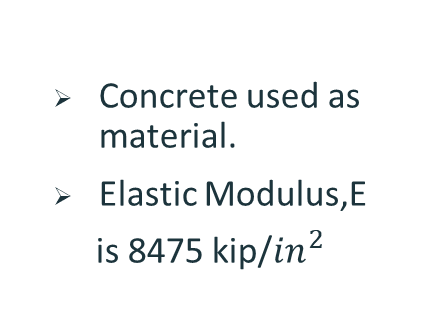 ➢ Concrete used as
material.
➢ Elastic Modulus,E
is 8475 kip/in²